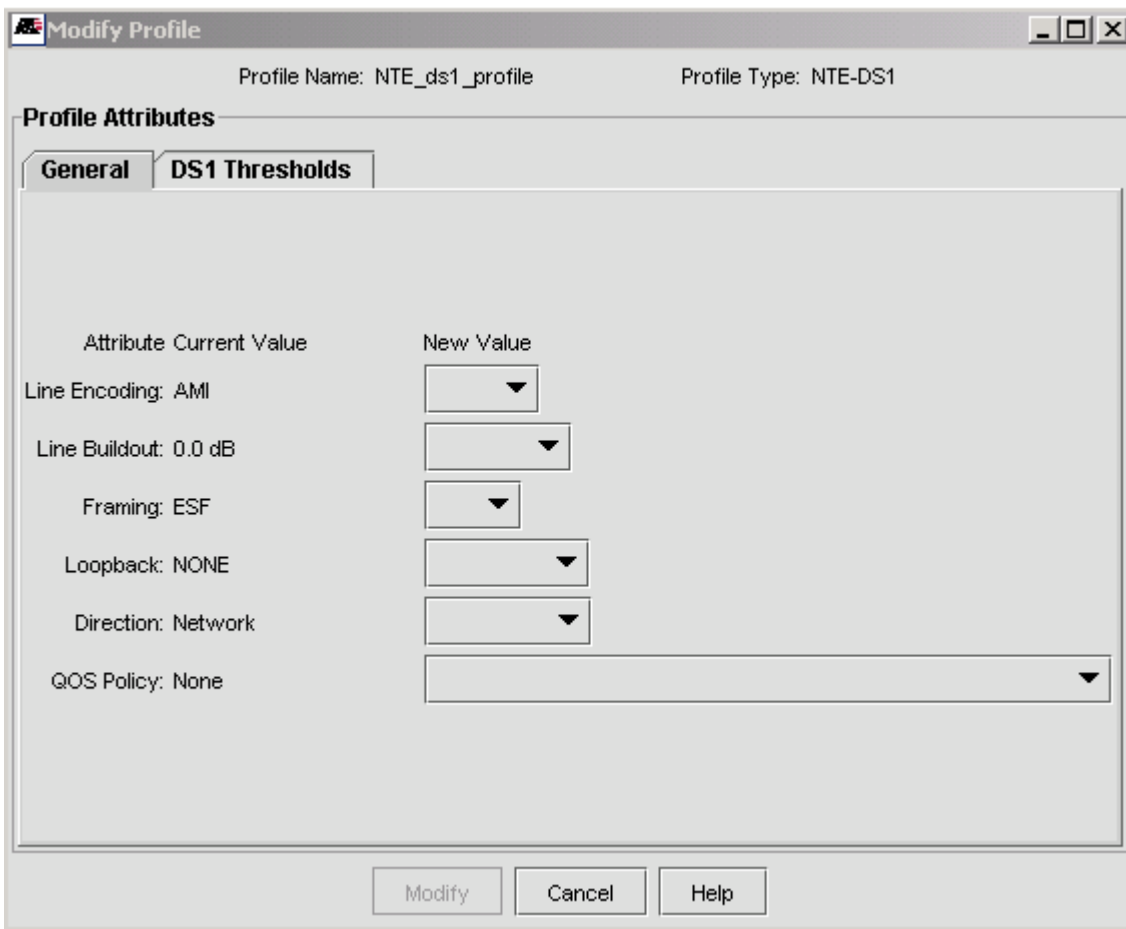 Modify Profile
Profile Name: NTE_ds1_profile Profile Type: NTE-DS1
Profile Attributes
General DS1 Thresholds
Attribute Current Value New Value
Line Encoding: AMI
Line Buildout: 0.0 dB
Framing: ESF
Loopback: NONE
Direction: Network
QOS Policy: None
Modify Cancel Help